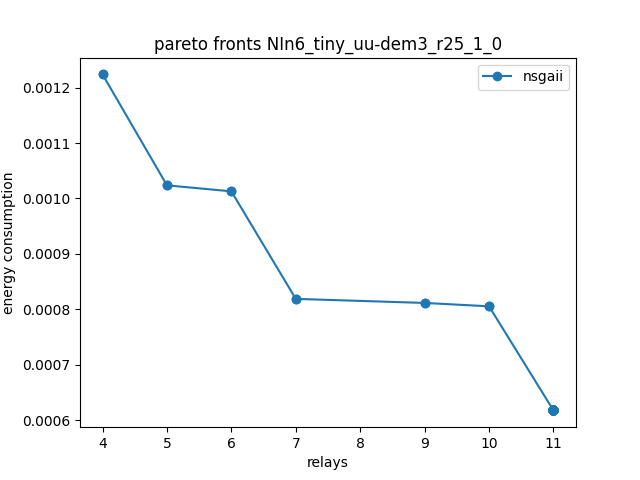 pareto fronts NIn6_tiny_uu-dem3_r25_1_0
nsgaii
energy consumption
0.0012
0.0011
0.0010
0.0009
0.0008
0.0007
0.0006
4 5 6 7 8 9 10 11
relays